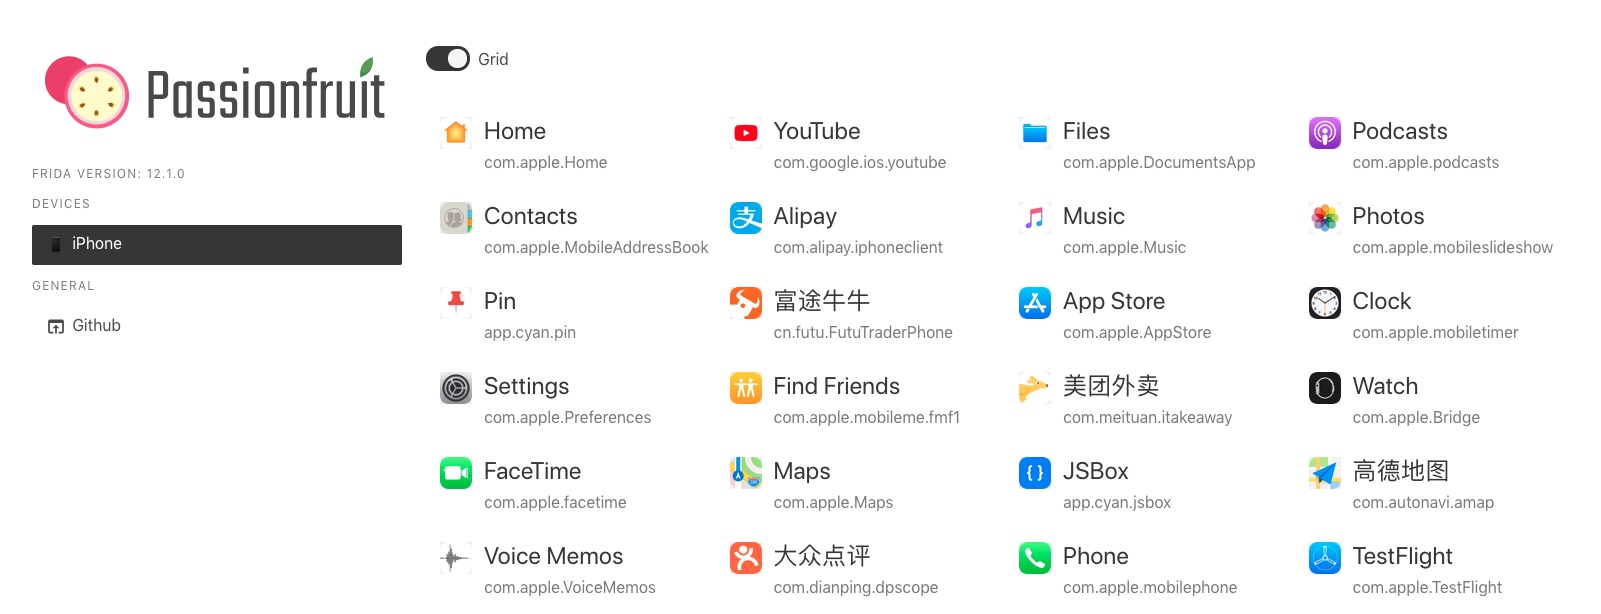 Passionfruit
FRIDA VERSION: 12.1.0
DEVICES
iPhone
GENERAL
Github
Grid
Home
com.apple.Home
YouTube
com.google.ios.youtube
Files
com.apple.DocumentsApp
Podcasts
com.apple.podcasts
Contacts
com.apple.MobileAddressBook
Alipay
com.alipay.iphoneclient
Music
com.apple.Music
Photos
com.apple.mobileslideshow
Pin
app.cyan.pin
富途牛牛
cn.futu.FutuTraderPhone
App Store
com.apple.AppStore
Clock
com.apple.mobiletimer
Settings
com.apple.Preferences
Find Friends
com.apple.mobileme.fmf1
美团外卖
com.meituan.itakeaway
Watch
com.apple.Bridge
FaceTime
com.apple.facetime
Maps
com.apple.Maps
JSBox
app.cyan.jsbox
高德地图
com.autonavi.amap
Voice Memos
com.apple.VoiceMemos
大众点评
com.dianping.dpscope
Phone
com.apple.mobilephone
TestFlight
com.apple.TestFlight